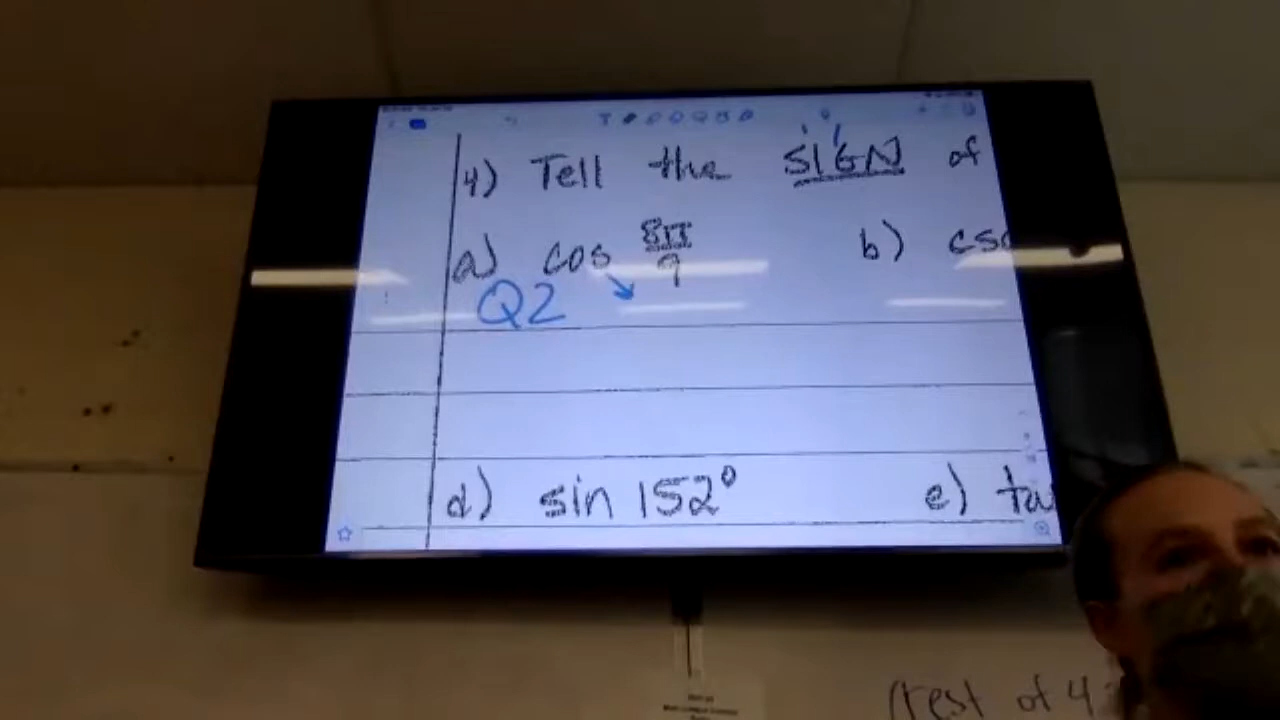 4) Tell the SIGN of
a) cos 8π/9 b) csc
Q2
d) sin 152° e) ta
(rest of 4